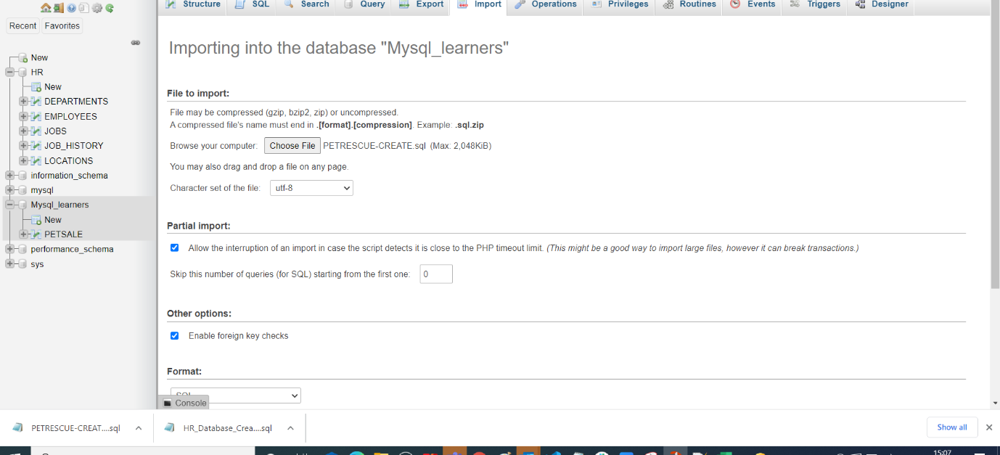 Structure SQL Search Query Export Import Operations Privileges Routines Events Triggers Designer
Recent Favorites
New
HR
New
DEPARTMENTS
EMPLOYEES
JOBS
JOB_HISTORY
LOCATIONS
information_schema
mysql
Mysql_learners
New
PETSALE
performance_schema
sys
Importing into the database "Mysql_learners"
File to import:
File may be compressed (gzip, bzip2, zip) or uncompressed.
A compressed file's name must end in .[format].[compression]. Example: .sql.zip
Browse your computer: Choose File PETRESCUE-CREATE.sql (Max: 2,048KiB)
You may also drag and drop a file on any page.
Character set of the file: utf-8
Partial import:
Allow the interruption of an import in case the script detects it is close to the PHP timeout limit. (This might be a good way to import large files, however it can break transactions.)
Skip this number of queries (for SQL) starting from the first one: 0
Other options:
Enable foreign key checks
Format:
SQL
Console
PETRESCUE-CREAT....sql HR_Database_Crea....sql Show all
15:07